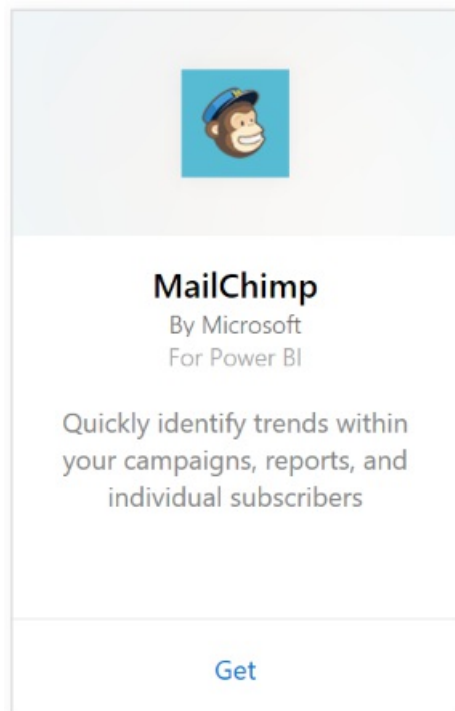 MailChimp
By Microsoft
For Power BI
Quickly identify trends within
your campaigns, reports, and
individual subscribers
Get